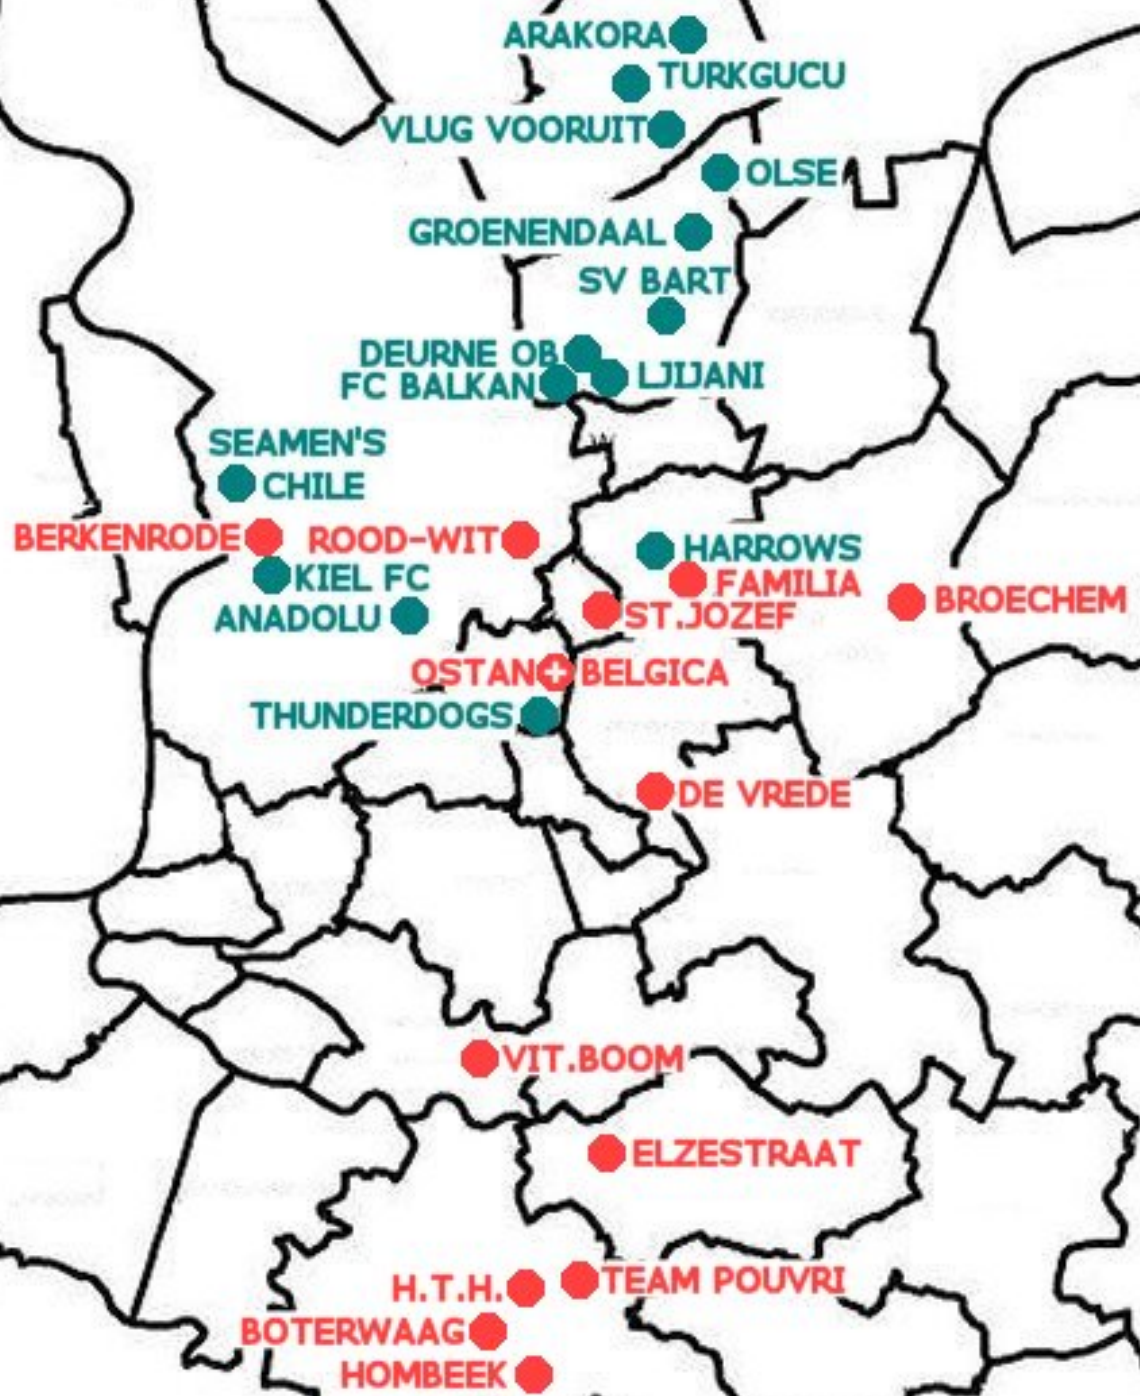 ARAKORA
TURKGUCU
VLUG VOORUIT
OLSE
GROENENDAAL
SV BART
DEURNE OB
LJIJANI
FC BALKAN
SEAMEN'S
CHILE
BERKENRODE
ROOD-WIT
HARROWS
KIEL FC
FAMILIA
BROECHEM
ANADOLU
ST.JOZEF
OSTAN BELGICA
THUNDERDOGS
DE VREDE
VIT.BOOM
ELZESTRAAT
H.T.H.
TEAM POUVRI
BOTERWAAG
HOMBEEK